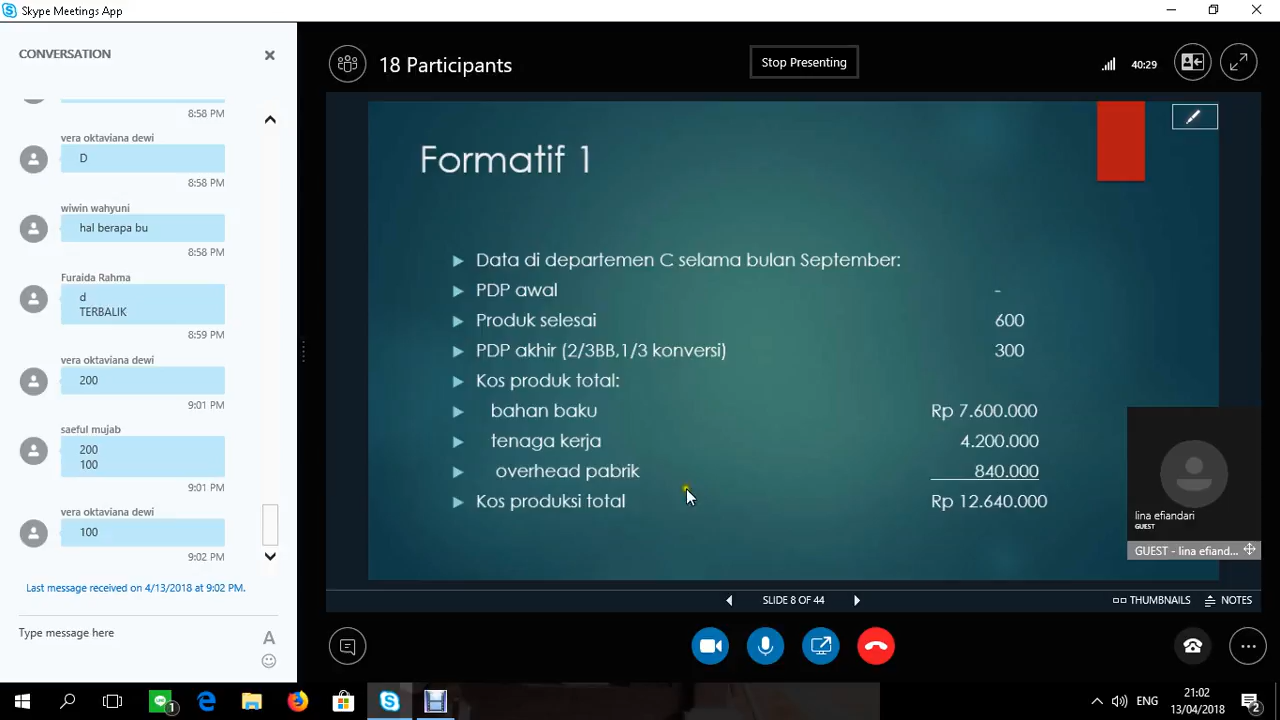 Skype Meetings App
CONVERSATION
8:58 PM
vera oktaviana dewi
D
8:58 PM
wiwin wahyuni
hal berapa bu
8:58 PM
Furaida Rahma
d
TERBALIK
8:59 PM
vera oktaviana dewi
200
9:01 PM
saeful mujab
200
100
9:01 PM
vera oktaviana dewi
100
9:02 PM
Last message received on 4/13/2018 at 9:02 PM.
Type message here
A
18 Participants
Stop Presenting
40:29
Formatif 1
Data di departemen C selama bulan September:
PDP awal -
Produk selesai 600
PDP akhir (2/3BB,1/3 konversi) 300
Kos produk total:
bahan baku Rp 7.600.000
tenaga kerja 4.200.000
overhead pabrik 840.000
Kos produksi total Rp 12.640.000
lina efiandari
GUEST
GUEST - lina efiand...
SLIDE 8 OF 44
THUMBNAILS
NOTES
1
ENG
21:02
13/04/2018
2